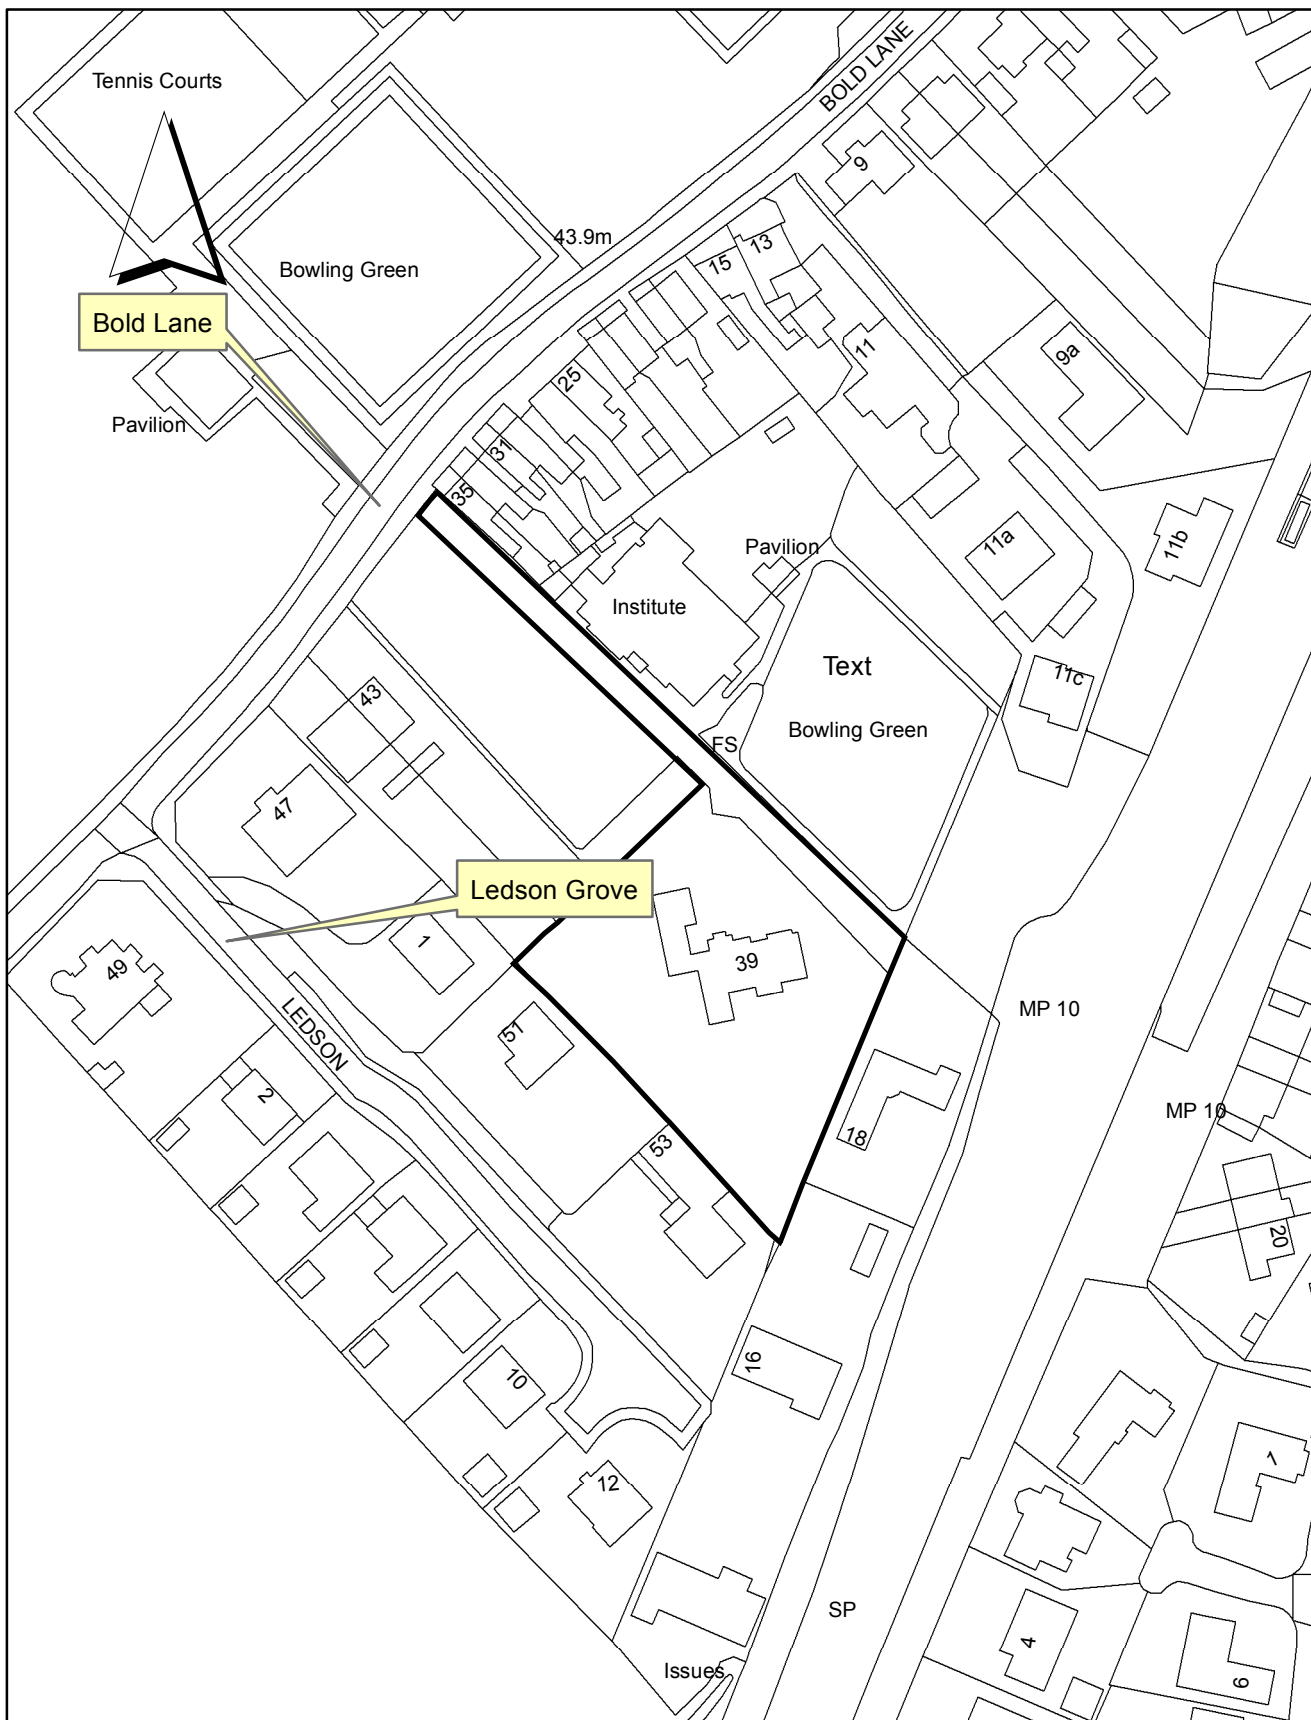 BOLD LANE
Tennis Courts
9
13
43.9m
15
Bowling Green
Bold Lane
11
9a
25
Pavilion
31
35
11a
11b
Pavilion
Institute
Text
11c
43
Bowling Green
FS
47
Ledson Grove
1
39
49
MP 10
LEDSON
51
2
MP 10
18
53
20
16
10
1
12
SP
4
Issues
6